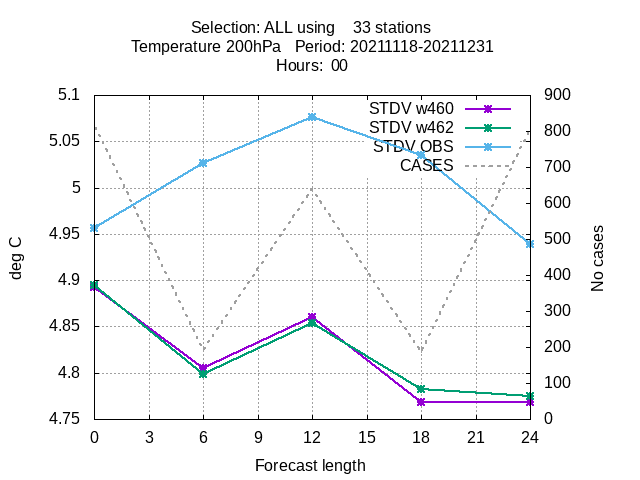 Selection: ALL using    33 stations
Temperature 200hPa   Period: 20211118-20211231
Hours:  00
5.1
5.05
5
4.95
4.9
4.85
4.8
4.75
deg C
STDV w460
STDV w462
STDV OBS
CASES
900
800
700
600
500
400
300
200
100
0
No cases
0 3 6 9 12 15 18 21 24
Forecast length